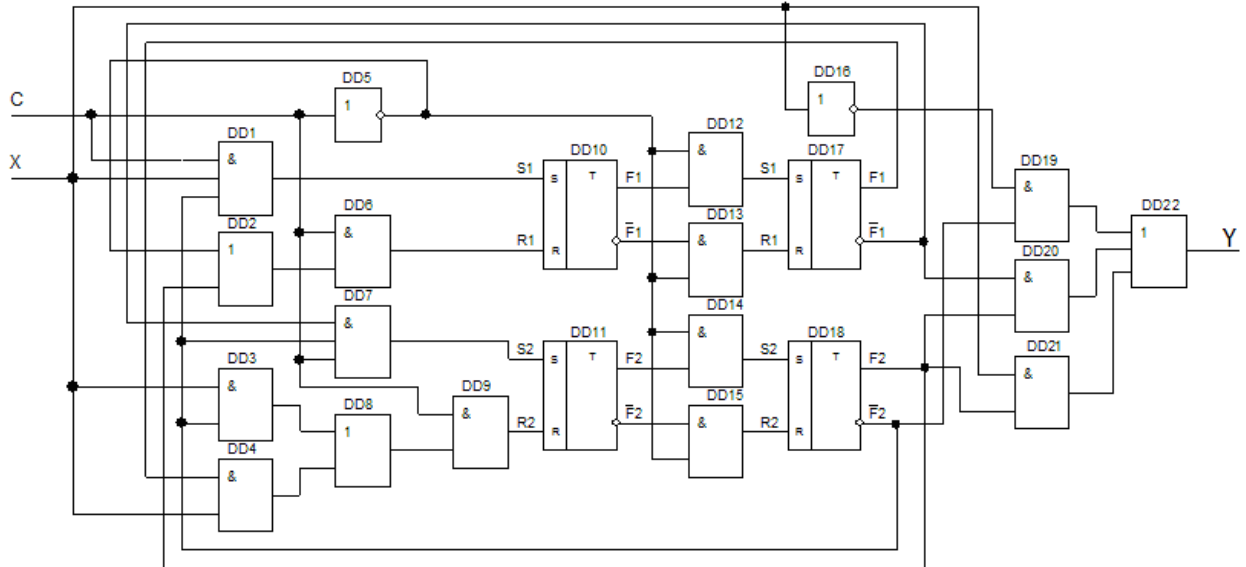 DD16
DD5
C
1
1
DD12
DD1
&
DD10
&
DD17
DD19
X
S1
S
T
F1
S1
S
T
F1
&
DD22
DD2
DD6
DD13
1
&
R1
R
F̅1
&
R1
R
F̅1
DD20
1
Y
DD7
&
&
DD14
DD3
DD11
&
DD18
DD21
&
S2
S
T
F2
S2
S
T
F2
&
DD8
DD9
DD15
DD4
1
&
R2
R
F̅2
&
R2
R
F̅2
&